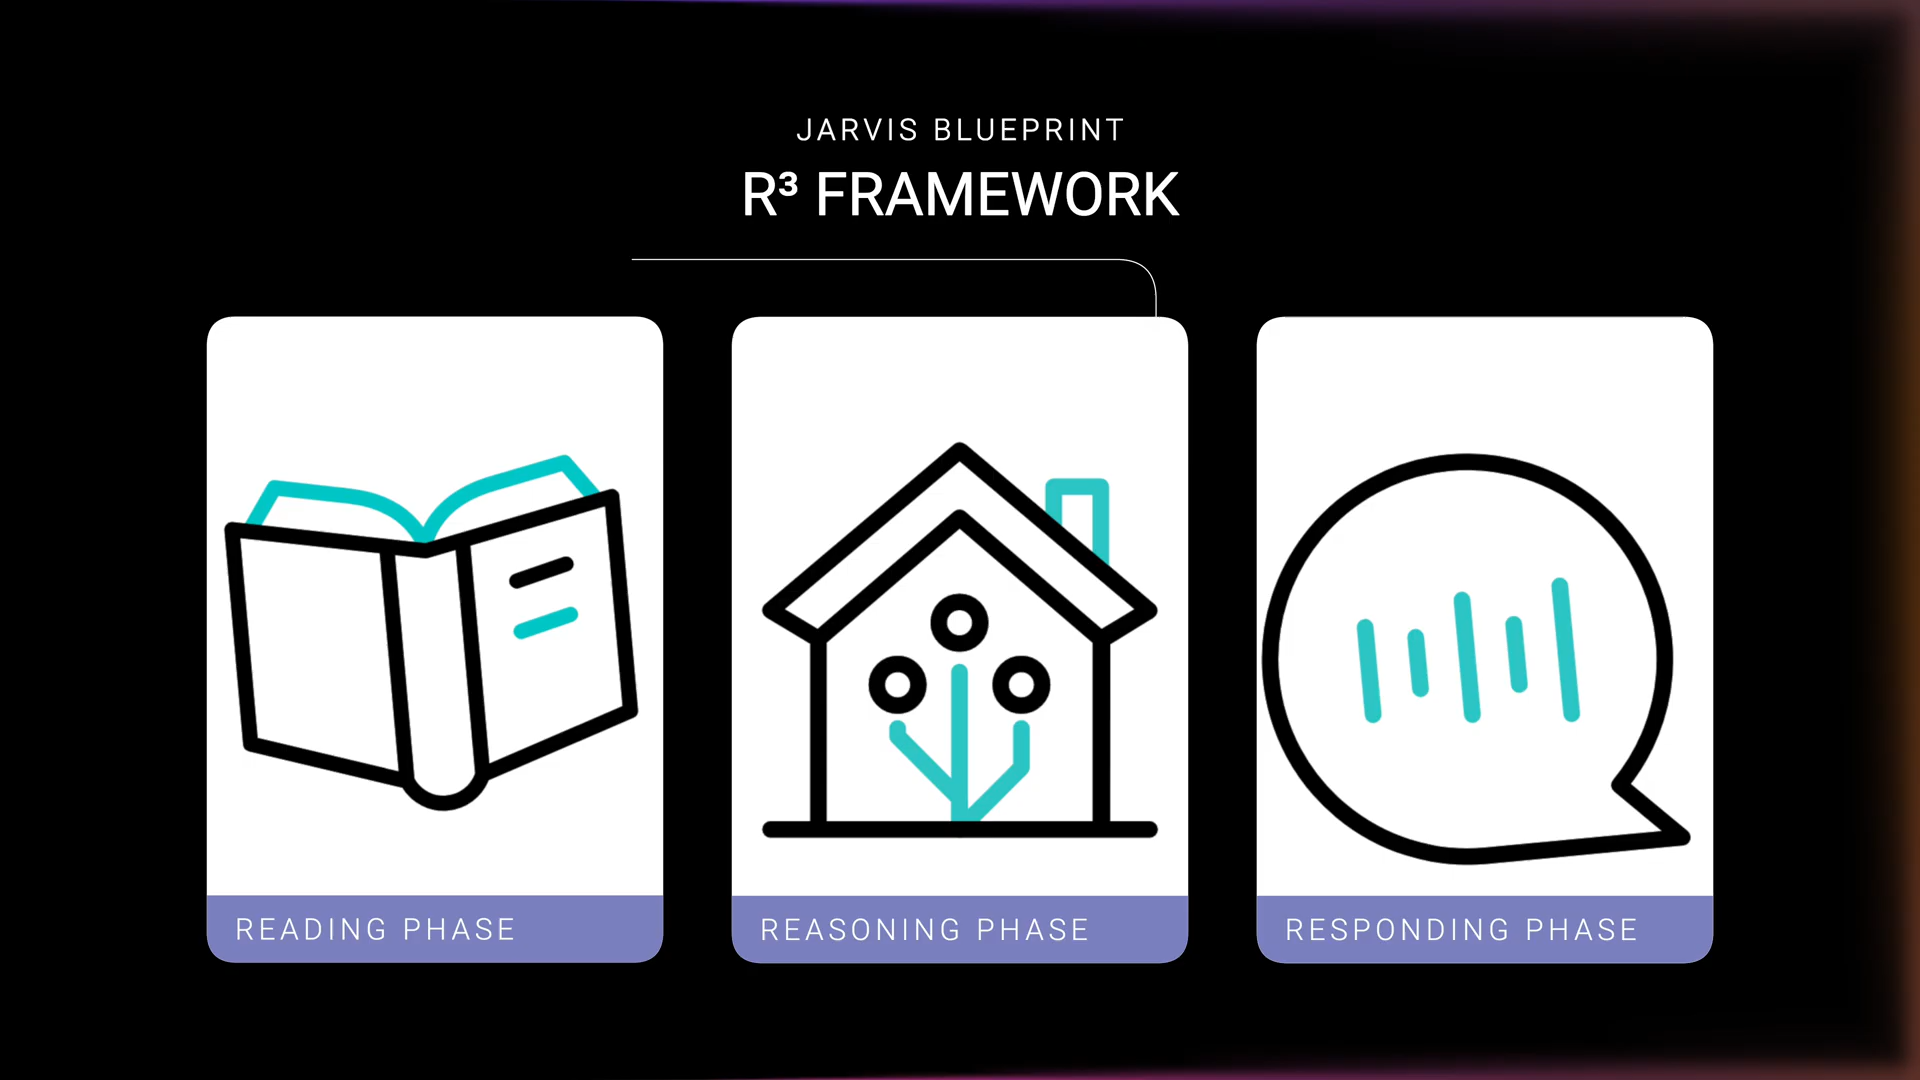 JARVIS BLUEPRINT
R³ FRAMEWORK
READING PHASE
REASONING PHASE
RESPONDING PHASE